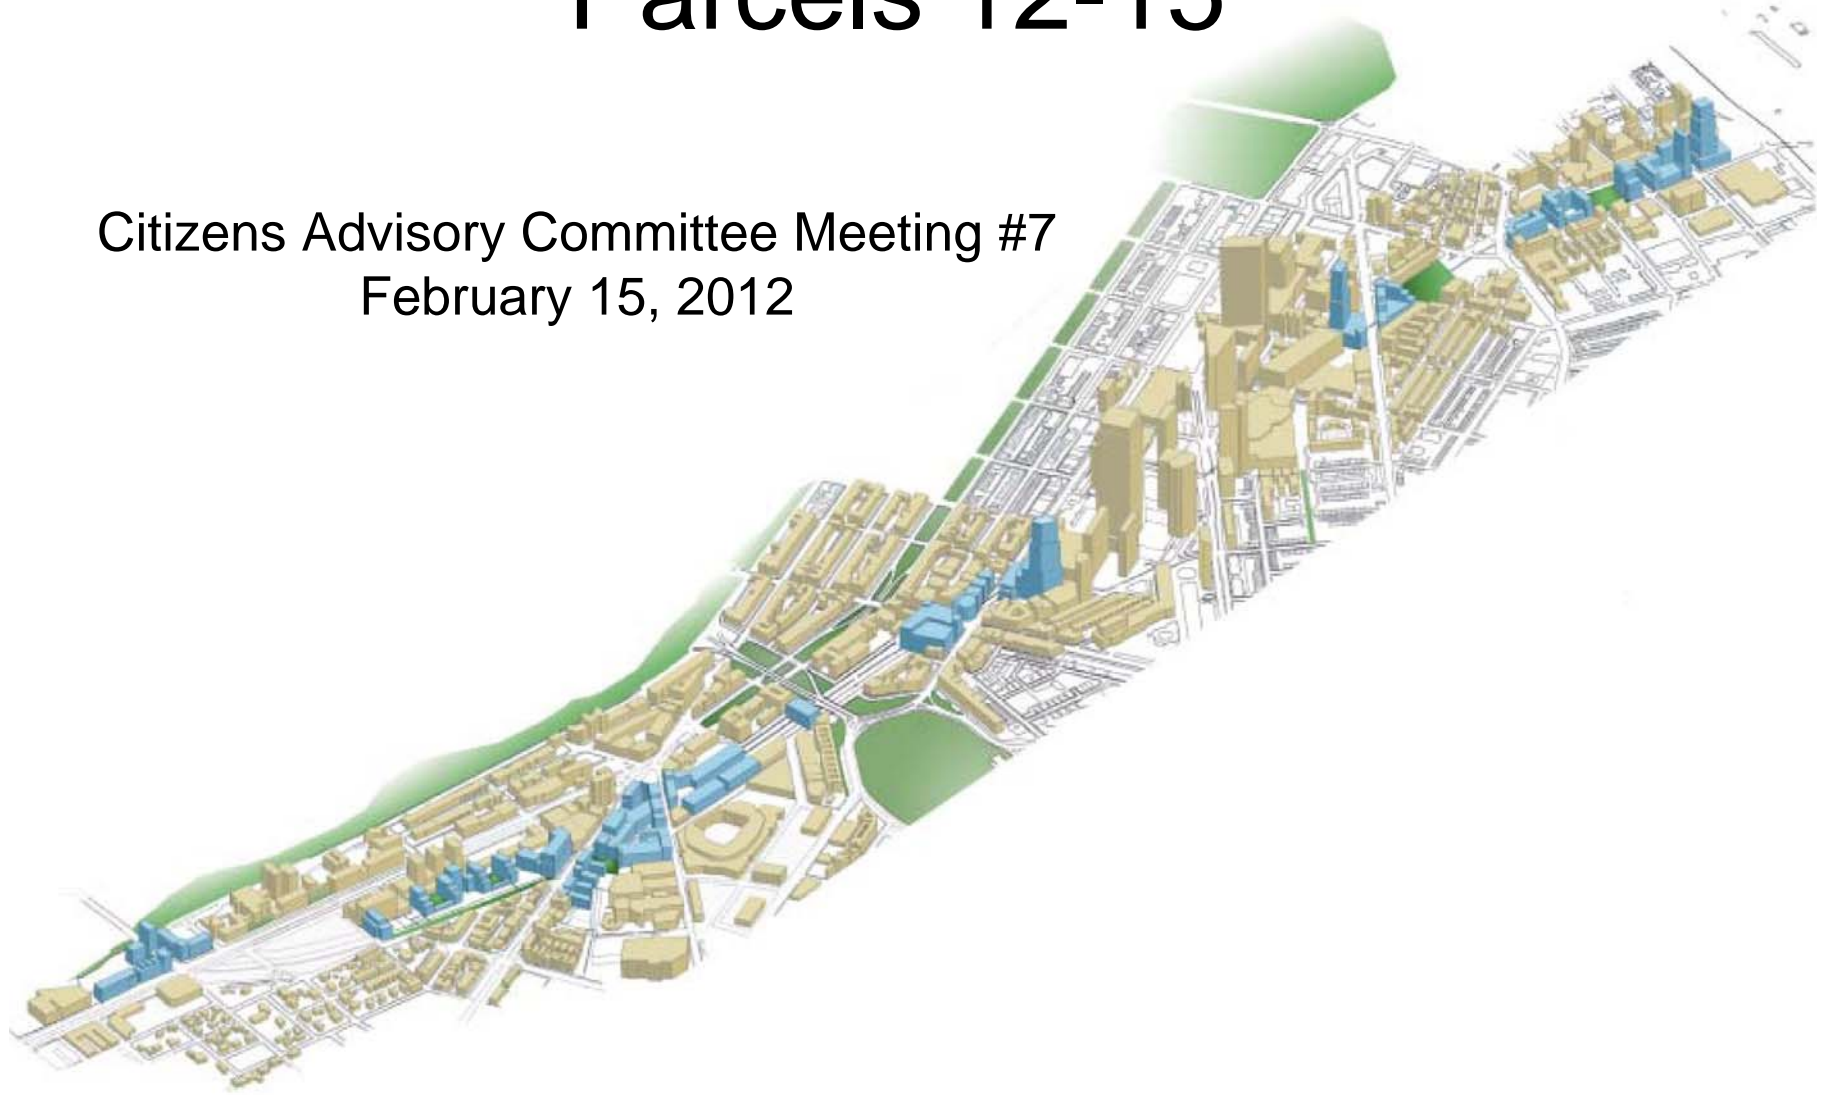 Parcels 12-15
Citizens Advisory Committee Meeting #7
February 15, 2012